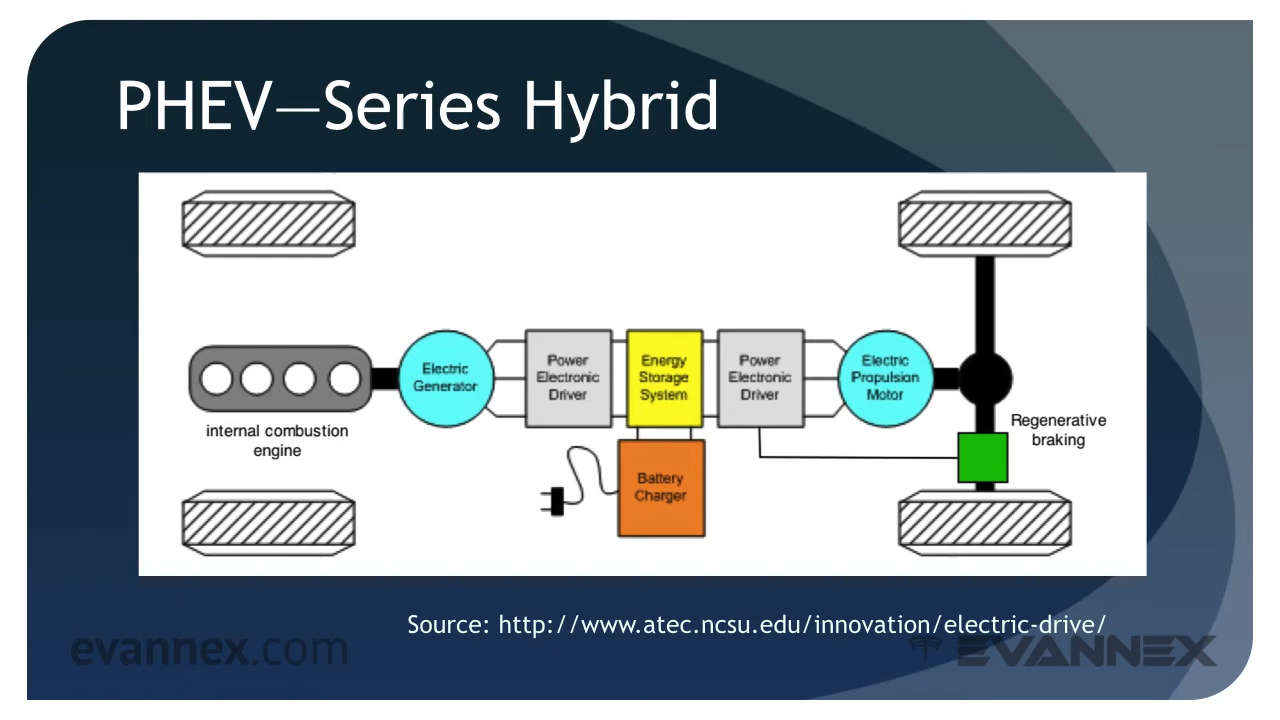 PHEV—Series Hybrid
Electric
Generator
Power
Electronic
Driver
Energy
Storage
System
Power
Electronic
Driver
Electric
Propulsion
Motor
internal combustion
engine
Regenerative
braking
Battery
Charger
Source: http://www.atec.ncsu.edu/innovation/electric-drive/
evannex.com
EVANNEX